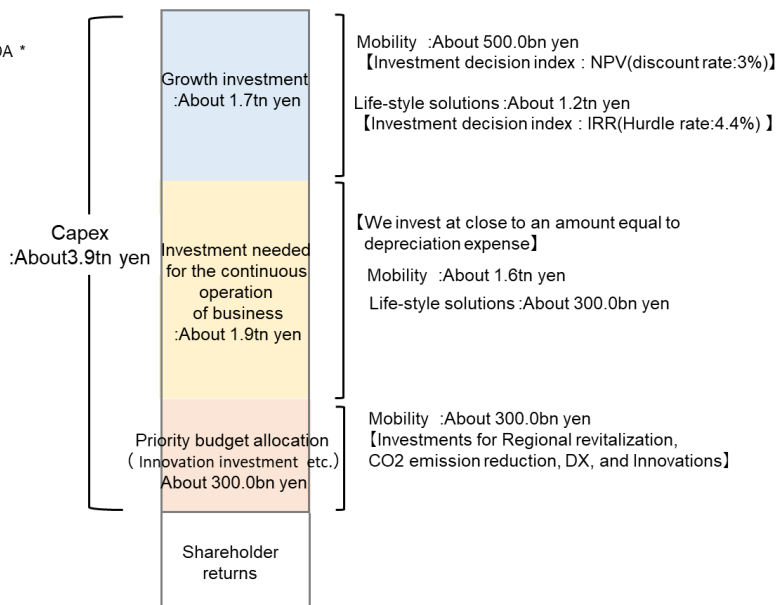 DA *
Capex
:About3.9tn yen
Growth investment
:About 1.7tn yen
Mobility :About 500.0bn yen
【Investment decision index : NPV(discount rate:3%)】
Life-style solutions :About 1.2tn yen
【Investment decision index : IRR(Hurdle rate:4.4%) 】
Investment needed
for the continuous
operation
of business
:About 1.9tn yen
【We invest at close to an amount equal to
depreciation expense】
Mobility :About 1.6tn yen
Life-style solutions :About 300.0bn yen
Priority budget allocation
( Innovation investment etc.)
About 300.0bn yen
Mobility :About 300.0bn yen
【Investments for Regional revitalization,
CO2 emission reduction, DX, and Innovations】
Shareholder
returns